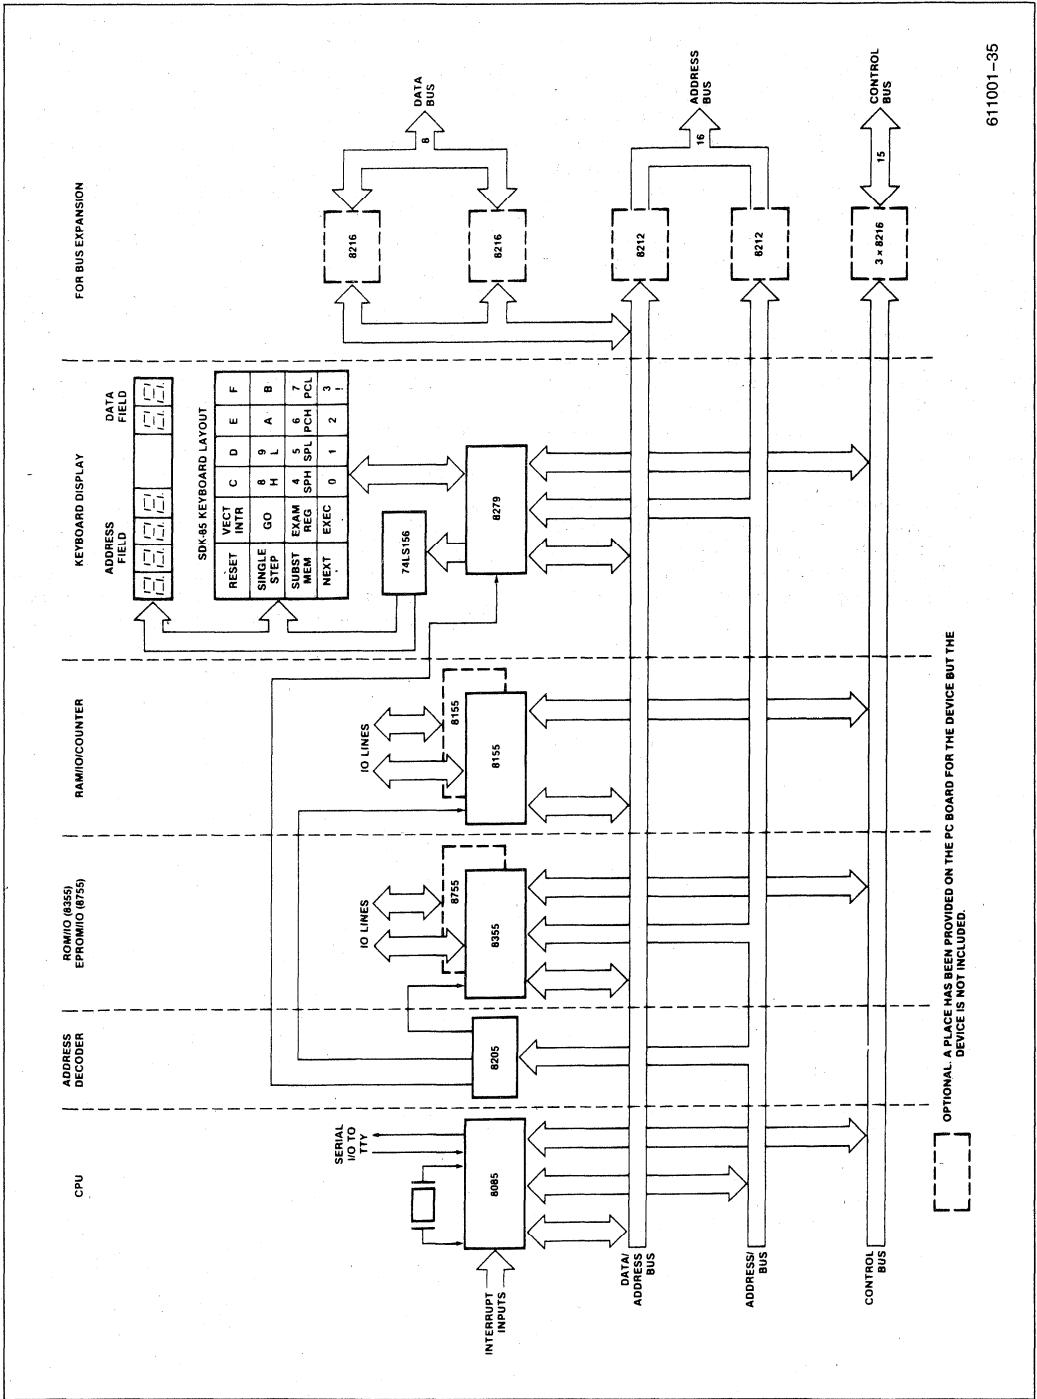 CPU
ADDRESS
DECODER
ROM/IO (8355)
EPROM/IO (8755)
RAM/IO/COUNTER
KEYBOARD DISPLAY
FOR BUS EXPANSION
ADDRESS
FIELD
DATA
FIELD
SDK-85 KEYBOARD LAYOUT
RESET
VECT
INTR
C
D
E
F
SINGLE
STEP
GO
8
H
9
L
A
B
SUBST
MEM
EXAM
REG
4
SPH
5
SPL
6
PCH
7
PCL
NEXT
EXEC
0
1
2
3
I
SERIAL
I/O TO
TTY
IO LINES
IO LINES
74LS156
8216
8216
8
DATA
BUS
INTERRUPT
INPUTS
8085
8205
8755
8355
8155
8155
8279
DATA/
ADDRESS
BUS
8212
16
ADDRESS
BUS
ADDRESS/
BUS
8212
CONTROL
BUS
3 x 8216
15
CONTROL
BUS
OPTIONAL. A PLACE HAS BEEN PROVIDED ON THE PC BOARD FOR THE DEVICE BUT THE
DEVICE IS NOT INCLUDED.
611001-35